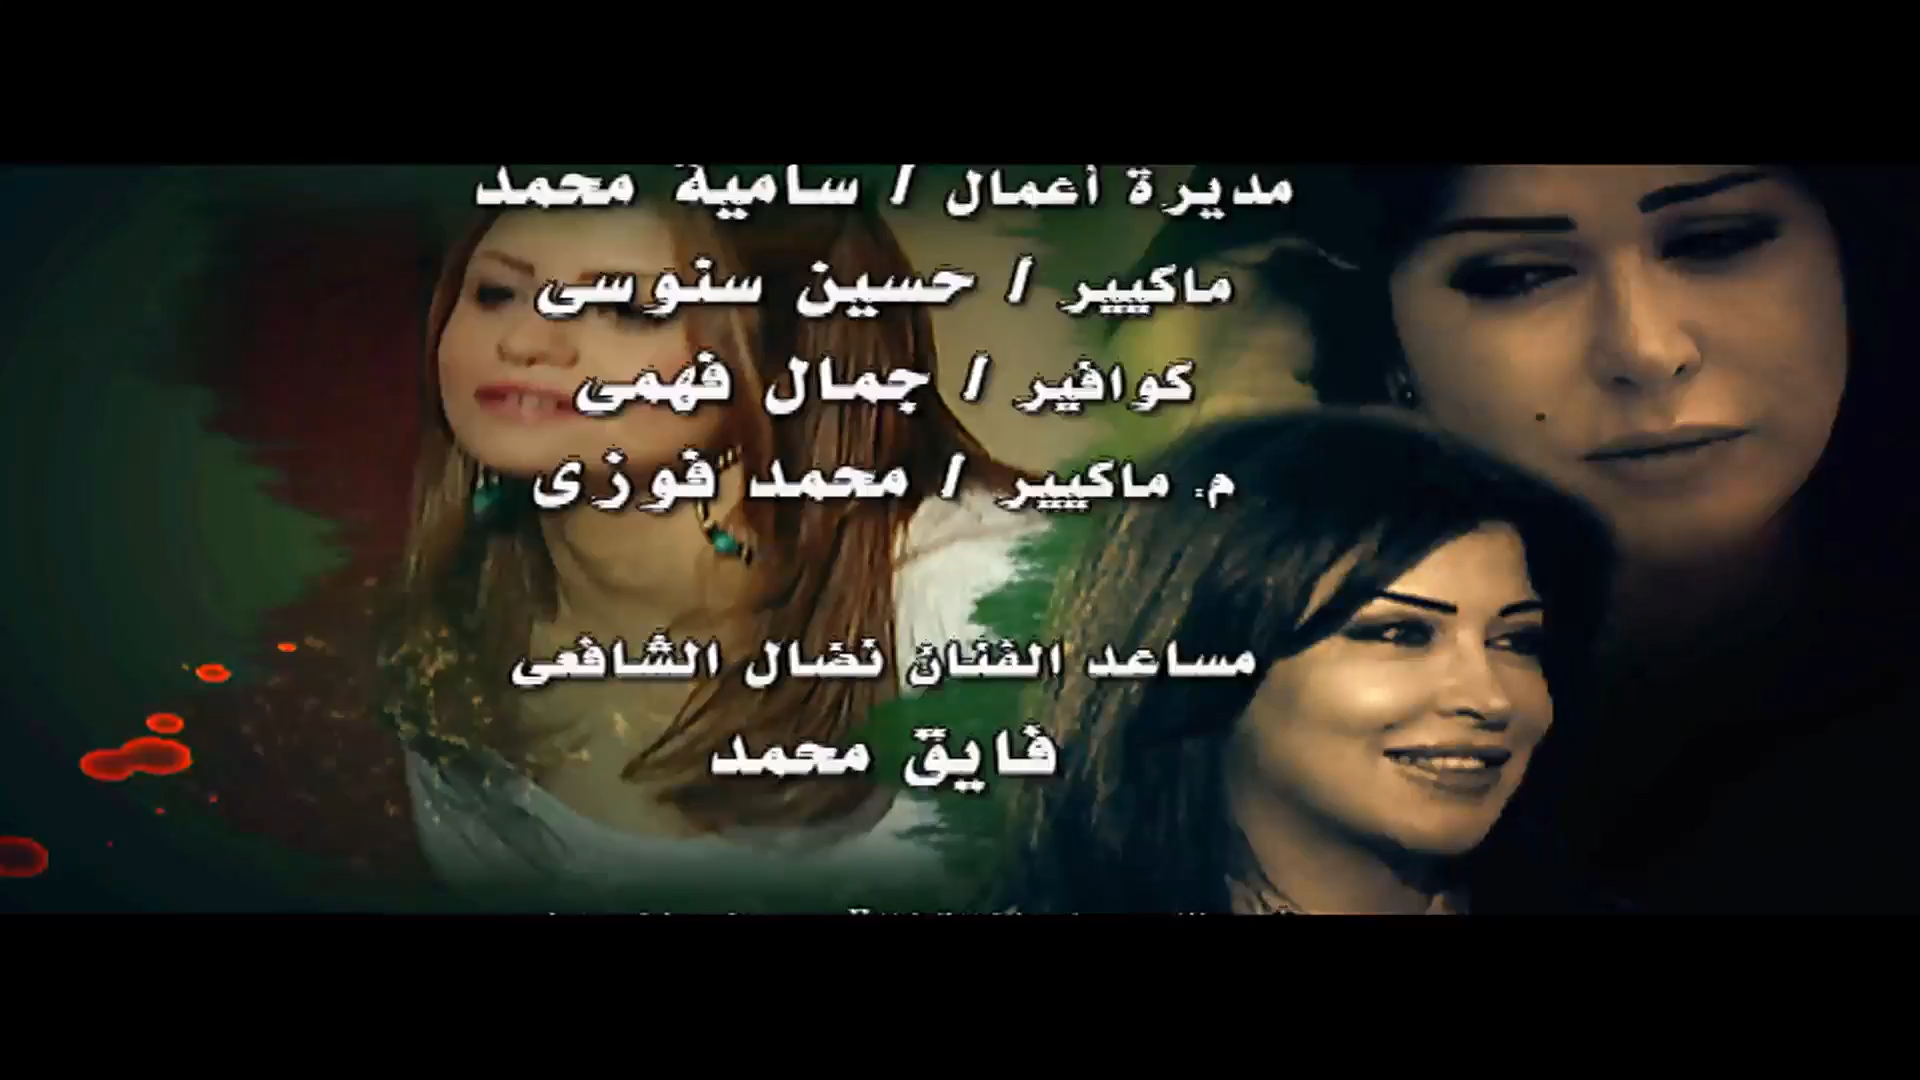 مديرة أعمال / سامية محمد
ماكيير / حسين سنوسى
كوافير / جمال فهمى
م. ماكيير / محمد فوزى
مساعد الفنان نضال الشافعى
فايق محمد